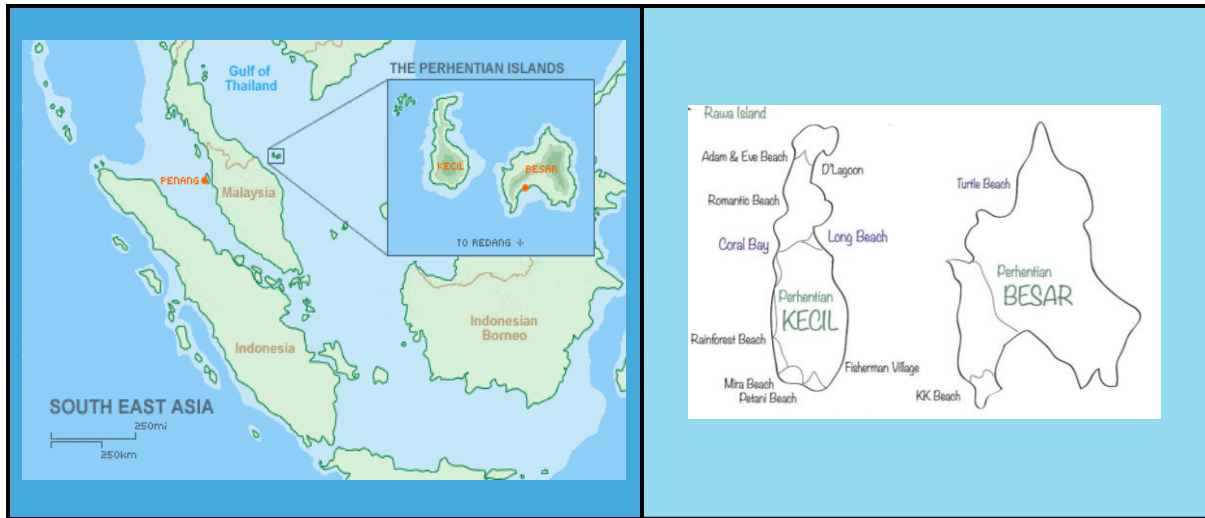 Gulf of
Thailand
THE PERHENTIAN ISLANDS
KECIL
BESAR
PENANG
Malaysia
TO REDANG ↓
Indonesian
Borneo
Indonesia
SOUTH EAST ASIA
250mi
250km
Rawa Island
Adam & Eve Beach
D'Lagoon
Turtle Beach
Romantic Beach
Coral Bay
Long Beach
Perhentian
BESAR
Perhentian
KECIL
Rainforest Beach
Fisherman Village
Mira Beach
Petani Beach
KK Beach